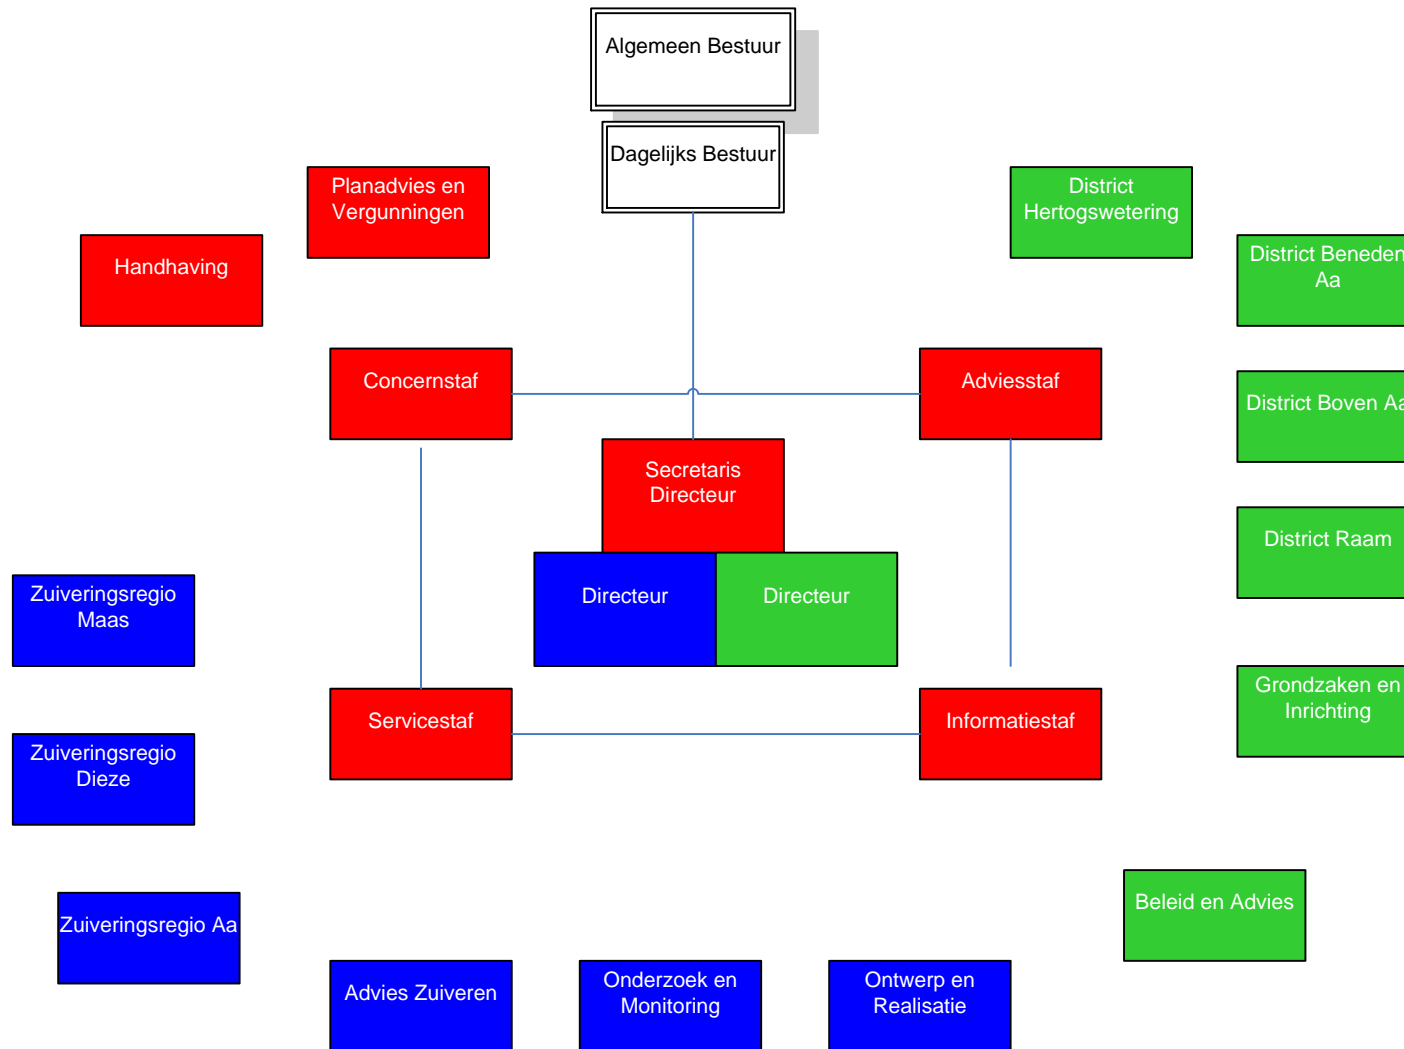 Algemeen Bestuur
Dagelijks Bestuur
Planadvies en
Vergunningen
District
Hertogswetering
Handhaving
District Beneden
Aa
Concernstaf
Adviesstaf
District Boven Aa
Secretaris
Directeur
District Raam
Directeur
Directeur
Zuiveringsregio
Maas
Grondzaken en
Inrichting
Servicestaf
Informatiestaf
Zuiveringsregio
Dieze
Beleid en Advies
Zuiveringsregio Aa
Advies Zuiveren
Onderzoek en
Monitoring
Ontwerp en
Realisatie